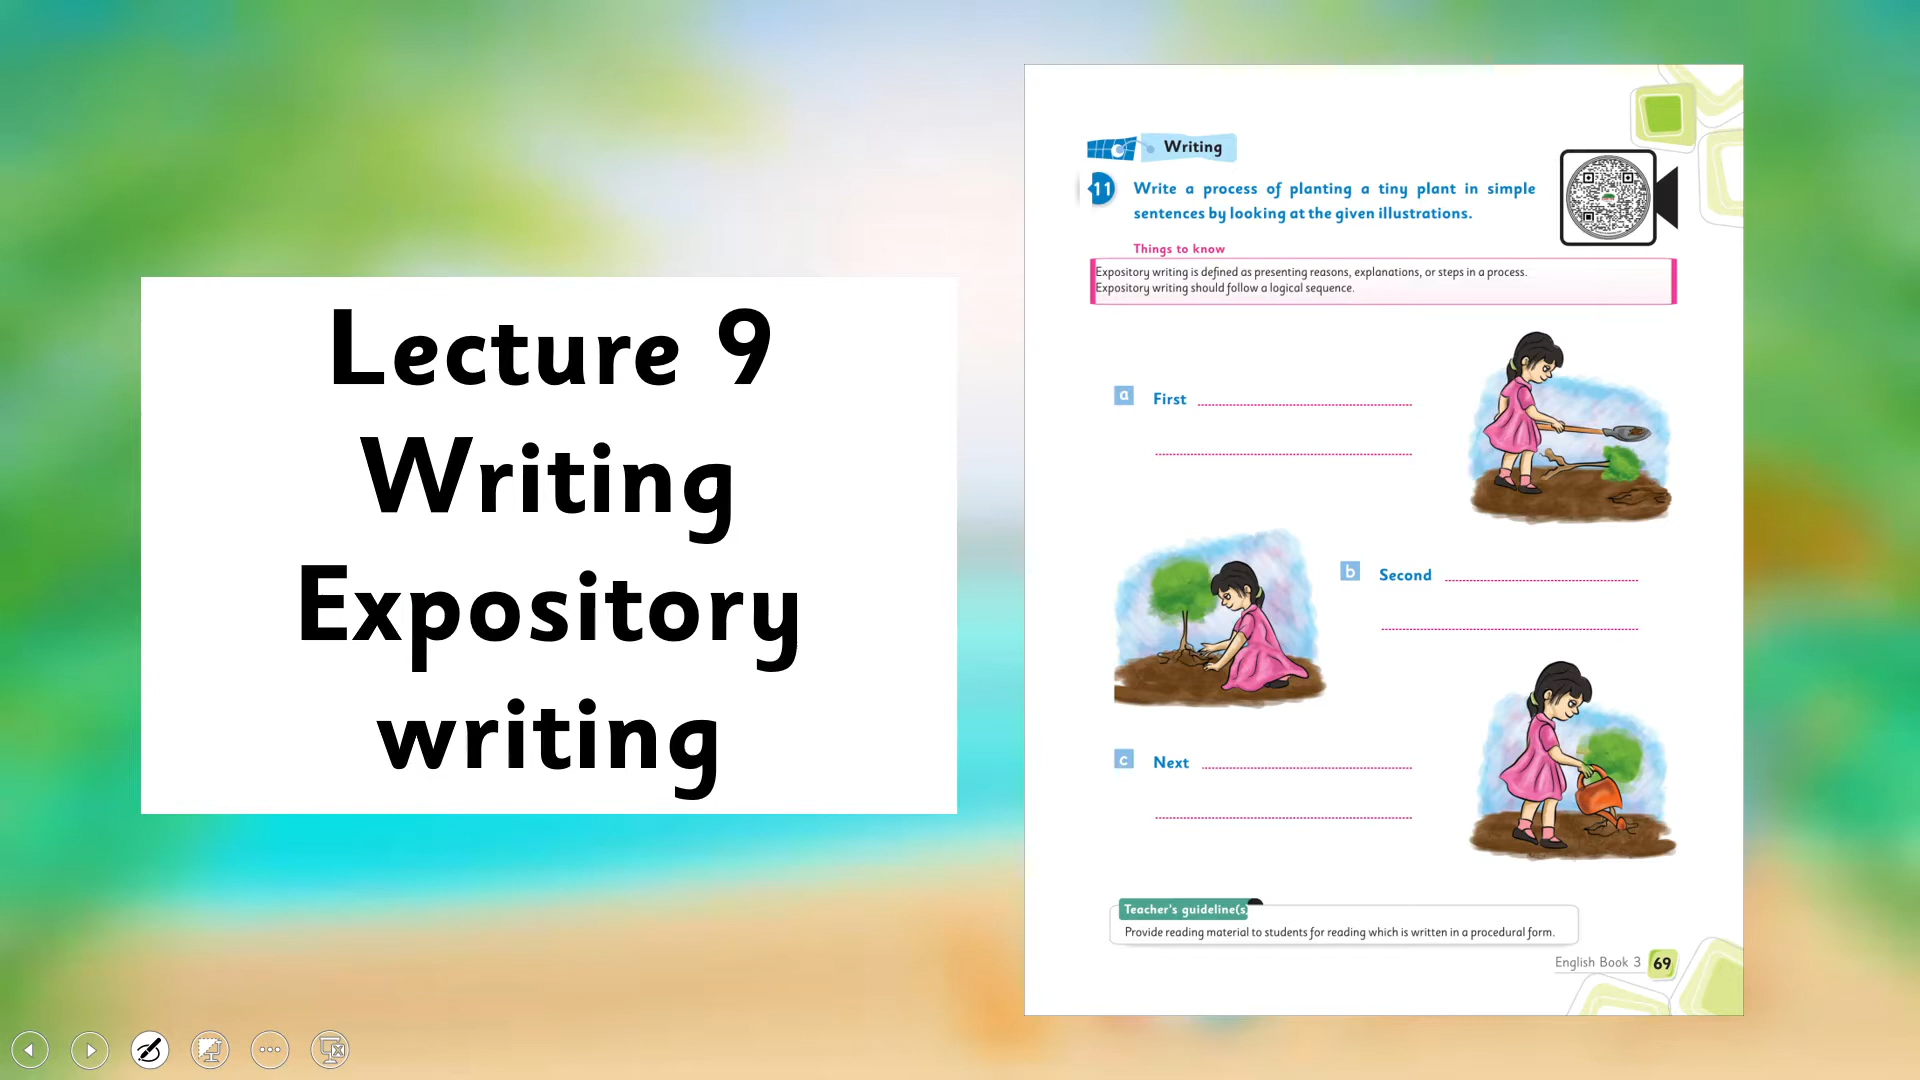 Lecture 9
Writing
Expository
writing
Writing
11 Write a process of planting a tiny plant in simple
sentences by looking at the given illustrations.
Things to know
Expository writing is defined as presenting reasons, explanations, or steps in a process.
Expository writing should follow a logical sequence.
a First
b Second
c Next
Teacher's guideline(s)
Provide reading material to students for reading which is written in a procedural form.
English Book 3 69